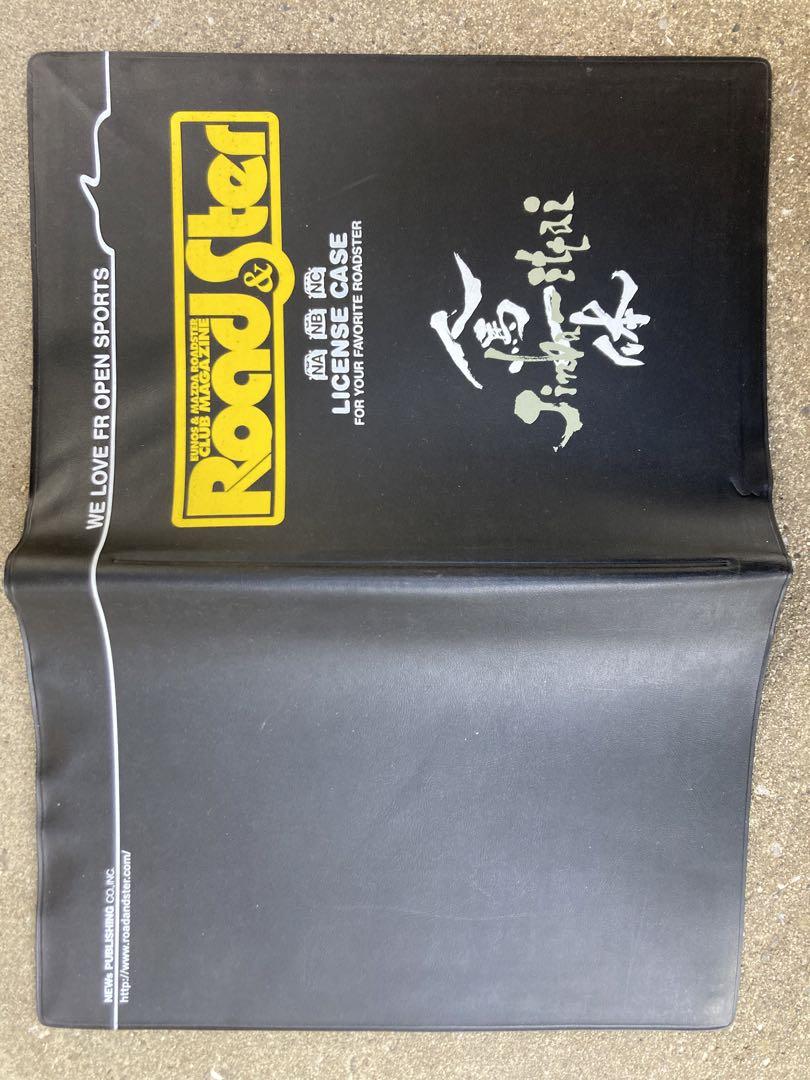 WE LOVE FR OPEN SPORTS
EUNOS & MAZDA ROADSTER
CLUB MAGAZINE
Road & Ster
NA NB NC
LICENSE CASE
FOR YOUR FAVORITE ROADSTER
人馬一体
Jinba-ittai
NEWs PUBLISHING CO.,INC.
http://www.roadandster.com/